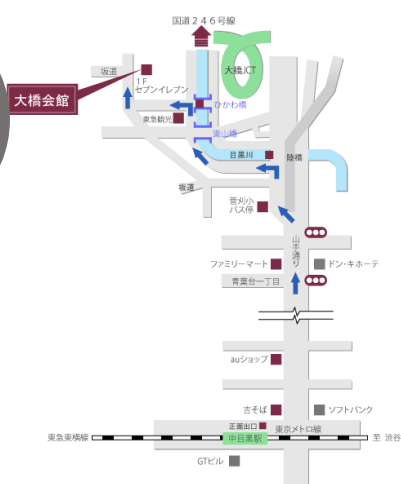 国道246号線
大橋JCT
坂道
1F
セブンイレブン
大橋会館
ひかわ橋
東急観光
東山橋
目黒川
陸橋
坂道
菅刈小
バス停
山手通り
ファミリーマート
ドン・キホーテ
青葉台一丁目
auショップ
吉そば
ソフトバンク
正面出口
東京メトロ線
東急東横線
中目黒駅
至 渋谷
GTビル